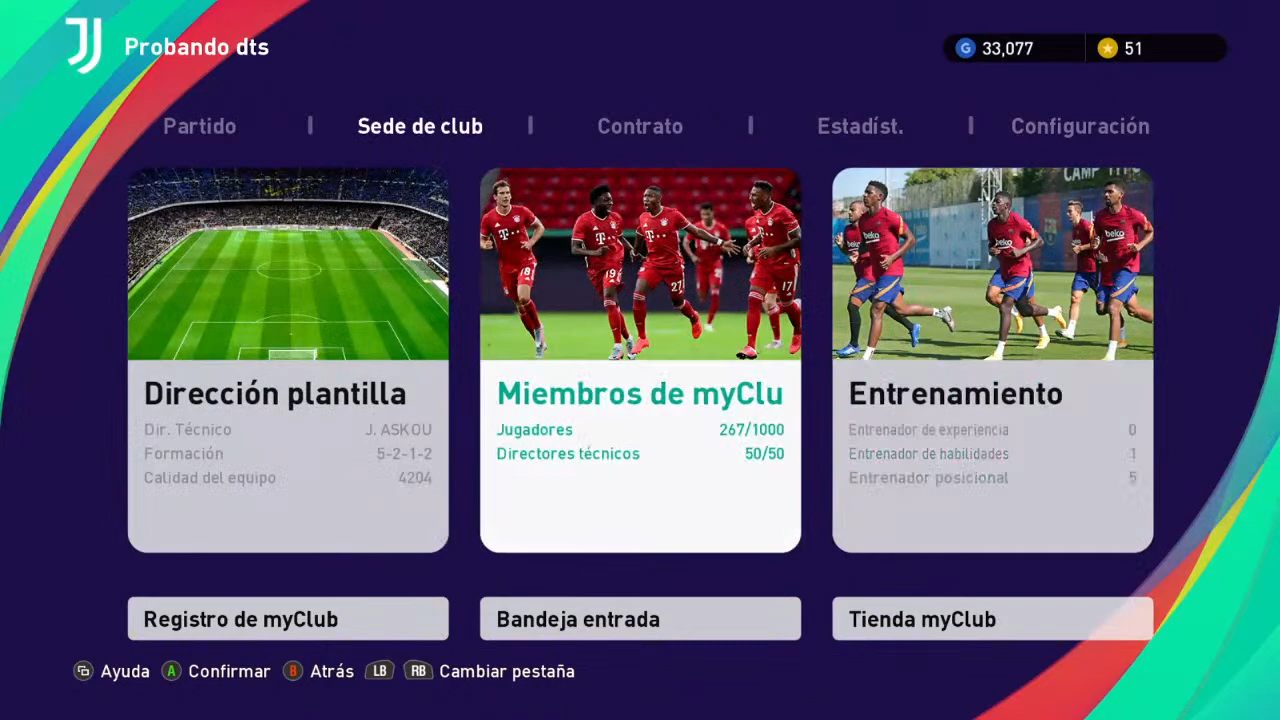 Probando dts
33,077
51
Partido
Sede de club
Contrato
Estadíst.
Configuración
Dirección plantilla
Dir. Técnico J. ASKOU
Formación 5-2-1-2
Calidad del equipo 4204
Miembros de myClu
Jugadores 267/1000
Directores técnicos 50/50
Entrenamiento
Entrenador de experiencia 0
Entrenador de habilidades 1
Entrenador posicional 5
Registro de myClub
Bandeja entrada
Tienda myClub
Ayuda A Confirmar B Atrás LB RB Cambiar pestaña